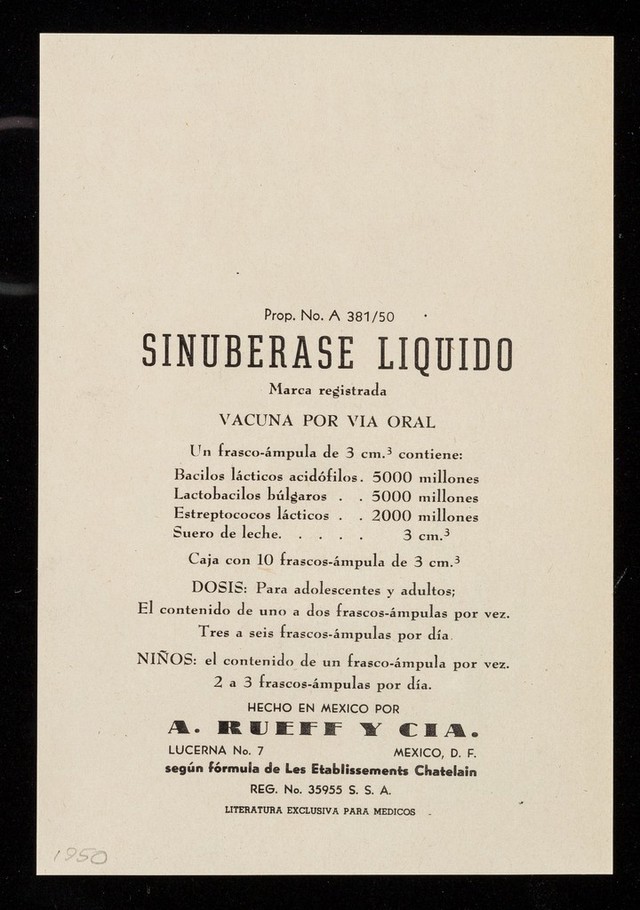 Prop. No. A 381/50
SINUBERASE LIQUIDO
Marca registrada
VACUNA POR VIA ORAL
Un frasco-ámpula de 3 cm.³ contiene:
Bacilos lácticos acidófilos. 5000 millones
Lactobacilos búlgaros . . 5000 millones
Estreptococos lácticos . . 2000 millones
Suero de leche. . . . . 3 cm.³
Caja con 10 frascos-ámpula de 3 cm.³
DOSIS: Para adolescentes y adultos;
El contenido de uno a dos frascos-ámpulas por vez.
Tres a seis frascos-ámpulas por día.
NIÑOS: el contenido de un frasco-ámpula por vez.
2 a 3 frascos-ámpulas por día.
HECHO EN MEXICO POR
A. RUEFF Y CIA.
LUCERNA No. 7 MEXICO, D. F.
según fórmula de Les Etablissements Chatelain
REG. No. 35955 S. S. A.
LITERATURA EXCLUSIVA PARA MEDICOS
1950